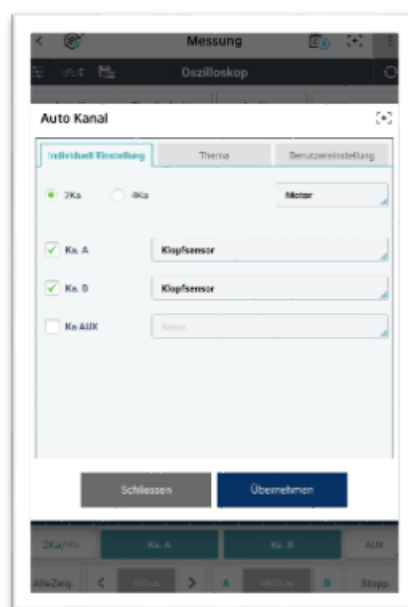 Messung
Oszilloskop
Auto Kanal
Individuell Einstellung Thema Benutzereinstellung
2Ka 4Ka Motor
Ka. A Klopfsensor
Ka. B Klopfsensor
Ka AUX Keine
Schliessen Übernehmen
2Ka/4Ka Ka. A Ka. B AUX
AlleZeig. A B Stopp